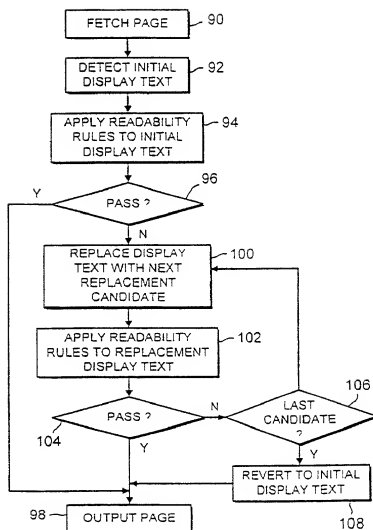 FETCH PAGE
90
DETECT INITIAL
DISPLAY TEXT
92
APPLY READABILITY
RULES TO INITIAL
DISPLAY TEXT
94
96
Y
PASS ?
N
REPLACE DISPLAY
TEXT WITH NEXT
REPLACEMENT
CANDIDATE
100
APPLY READABILITY
RULES TO REPLACEMENT
DISPLAY TEXT
102
106
PASS ?
N
LAST
CANDIDATE
?
104
Y
Y
REVERT TO INITIAL
DISPLAY TEXT
98
OUTPUT PAGE
108